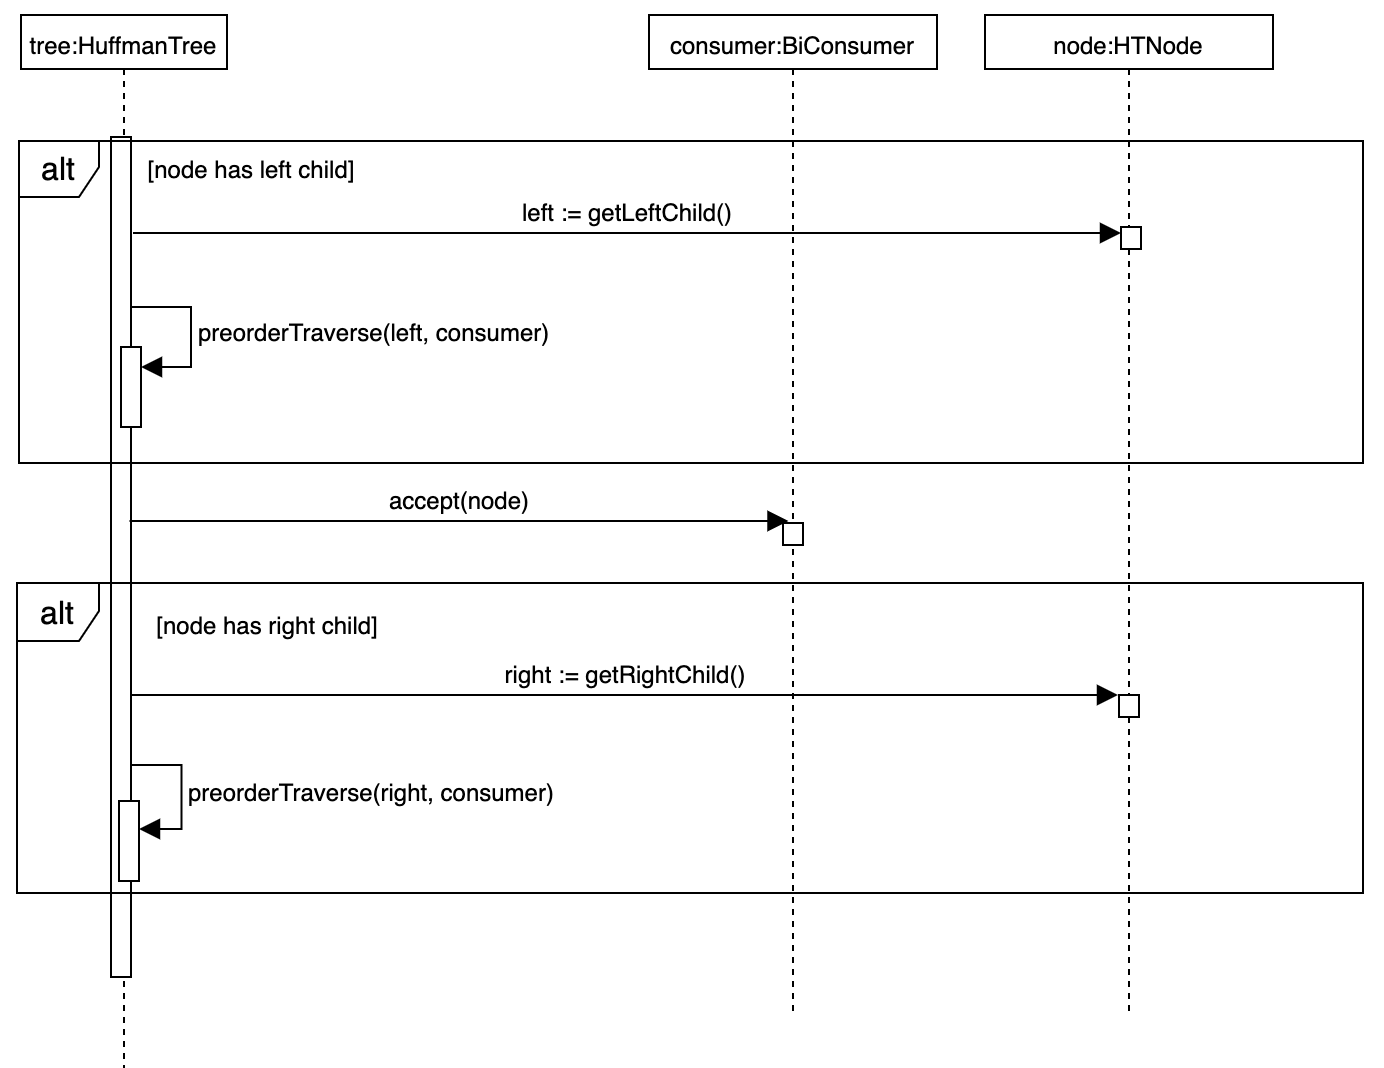 tree:HuffmanTree
consumer:BiConsumer
node:HTNode
alt
[node has left child]
left := getLeftChild()
preorderTraverse(left, consumer)
accept(node)
alt
[node has right child]
right := getRightChild()
preorderTraverse(right, consumer)